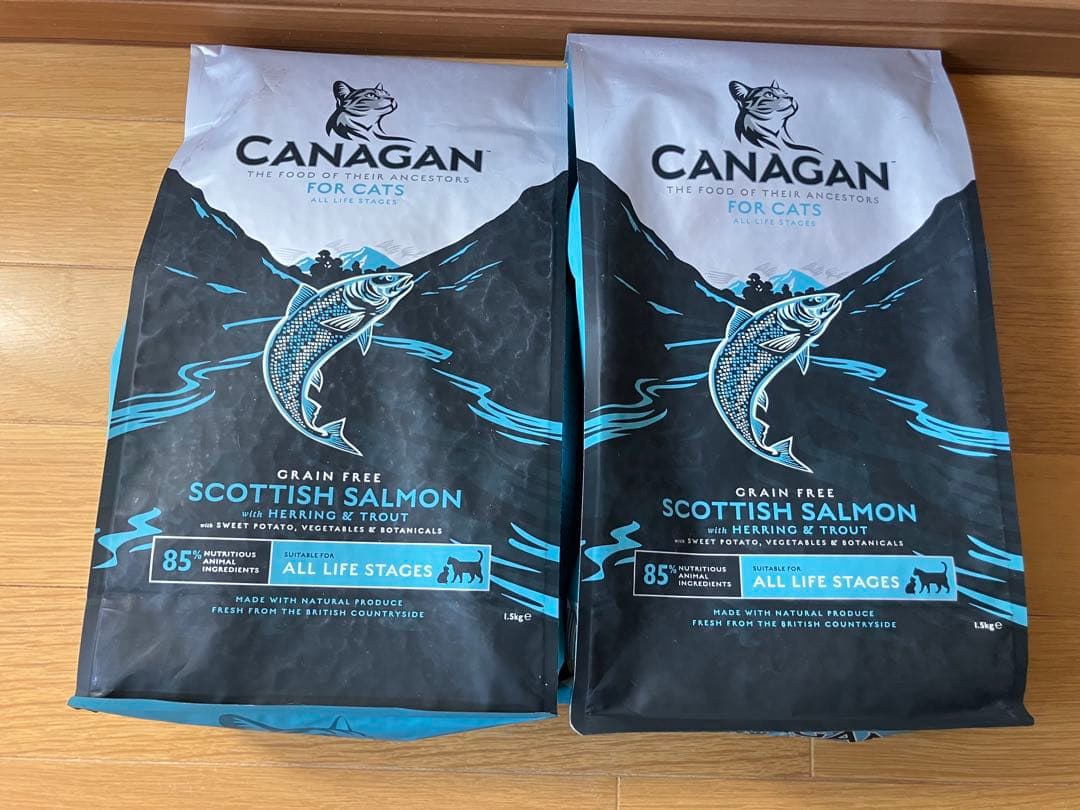 CANAGAN™
THE FOOD OF THEIR ANCESTORS
FOR CATS
ALL LIFE STAGES
GRAIN FREE
SCOTTISH SALMON
with HERRING & TROUT
with SWEET POTATO, VEGETABLES & BOTANICALS
85% NUTRITIOUS
ANIMAL
INGREDIENTS
SUITABLE FOR
ALL LIFE STAGES
MADE WITH NATURAL PRODUCE
FRESH FROM THE BRITISH COUNTRYSIDE
1.5kg℮
CANAGAN™
THE FOOD OF THEIR ANCESTORS
FOR CATS
ALL LIFE STAGES
GRAIN FREE
SCOTTISH SALMON
with HERRING & TROUT
with SWEET POTATO, VEGETABLES & BOTANICALS
85% NUTRITIOUS
ANIMAL
INGREDIENTS
SUITABLE FOR
ALL LIFE STAGES
MADE WITH NATURAL PRODUCE
FRESH FROM THE BRITISH COUNTRYSIDE
1.5kg℮